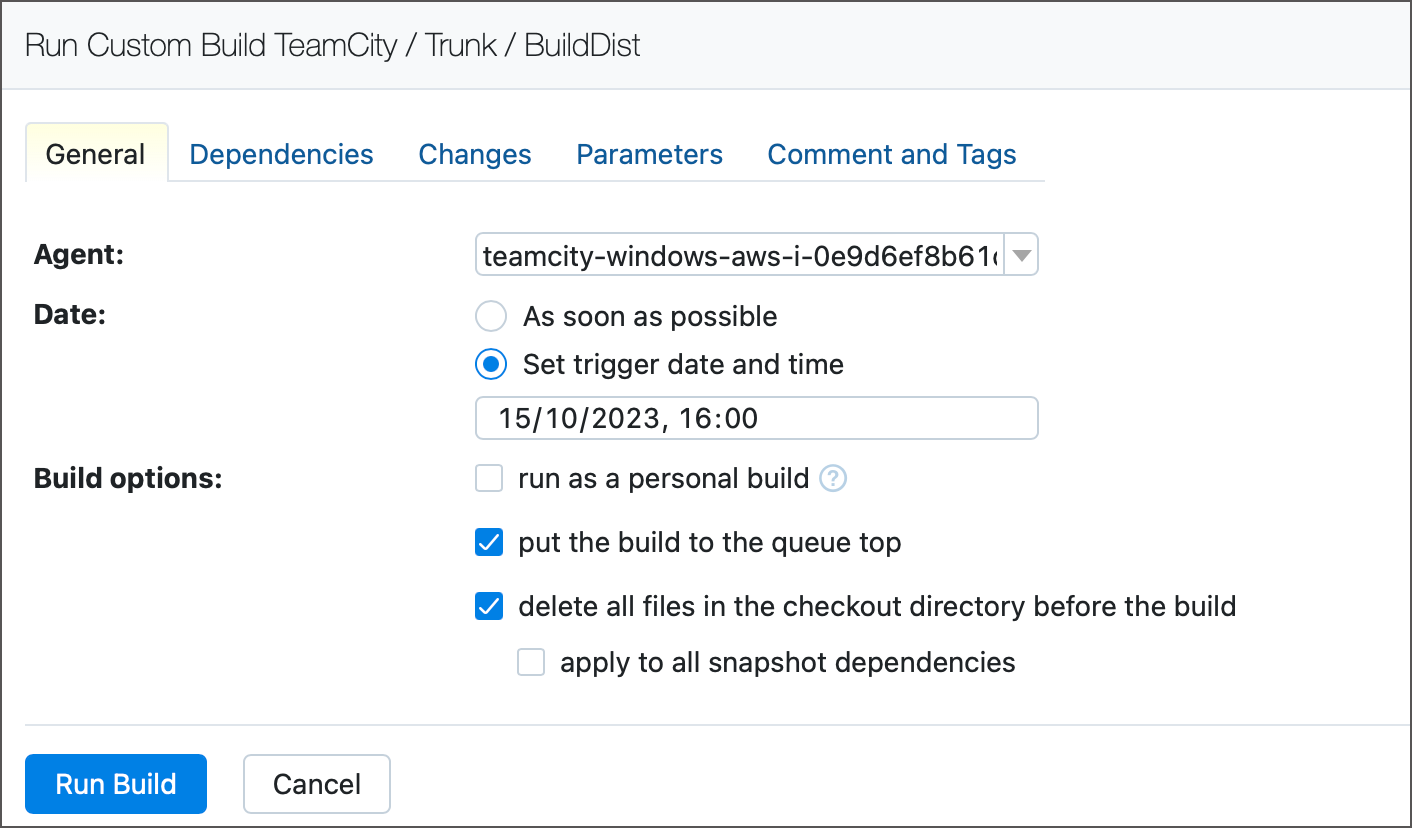 Run Custom Build TeamCity / Trunk / BuildDist
General Dependencies Changes Parameters Comment and Tags
Agent: teamcity-windows-aws-i-0e9d6ef8b61
Date: As soon as possible
Set trigger date and time
15/10/2023, 16:00
Build options: run as a personal build ?
put the build to the queue top
delete all files in the checkout directory before the build
apply to all snapshot dependencies
Run Build Cancel